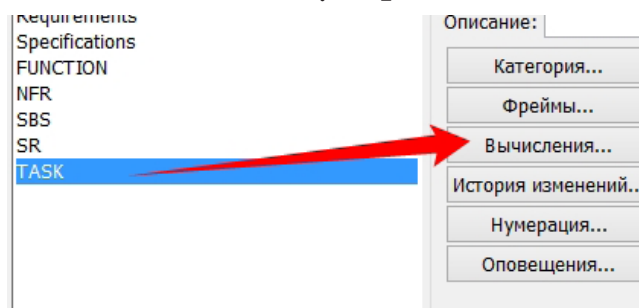 Requirements
Specifications
FUNCTION
NFR
SBS
SR
TASK
Описание:
Категория...
Фреймы...
Вычисления...
История изменений..
Нумерация...
Оповещения...